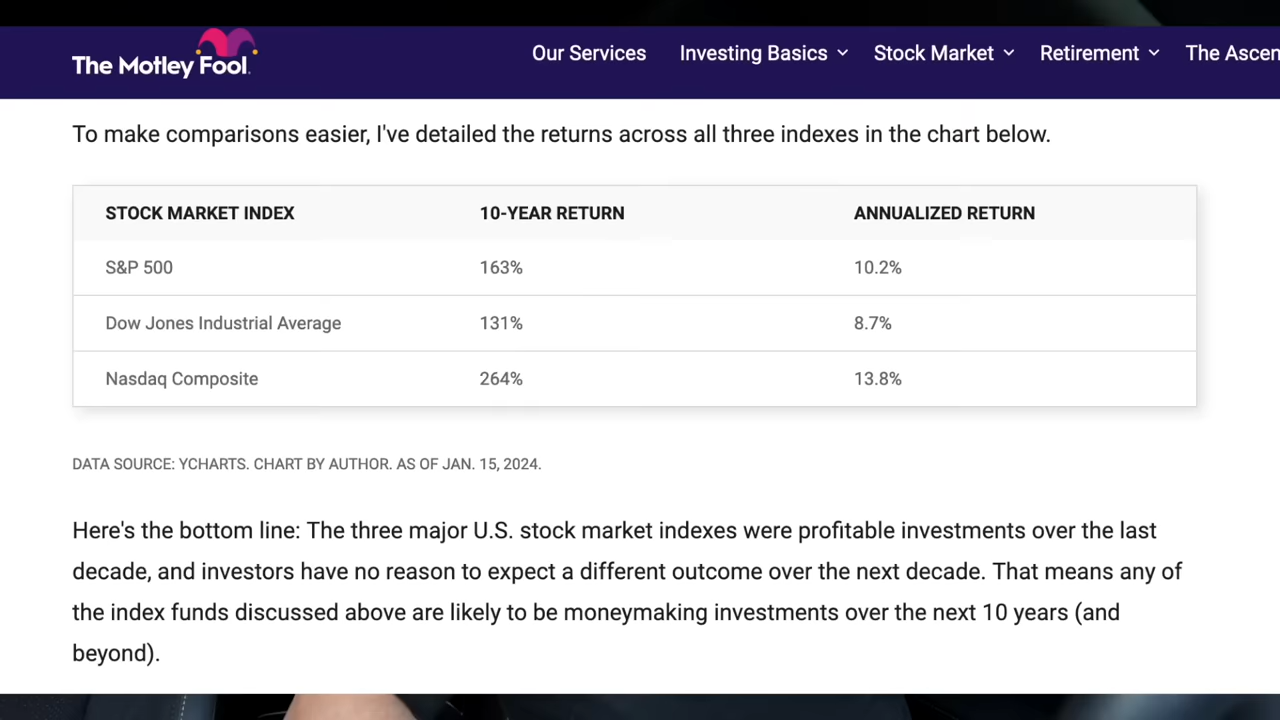 The Motley Fool.
Our Services Investing Basics Stock Market Retirement The Ascen
To make comparisons easier, I've detailed the returns across all three indexes in the chart below.
STOCK MARKET INDEX 10-YEAR RETURN ANNUALIZED RETURN
S&P 500 163% 10.2%
Dow Jones Industrial Average 131% 8.7%
Nasdaq Composite 264% 13.8%
DATA SOURCE: YCHARTS. CHART BY AUTHOR. AS OF JAN. 15, 2024.
Here's the bottom line: The three major U.S. stock market indexes were profitable investments over the last
decade, and investors have no reason to expect a different outcome over the next decade. That means any of
the index funds discussed above are likely to be moneymaking investments over the next 10 years (and
beyond).